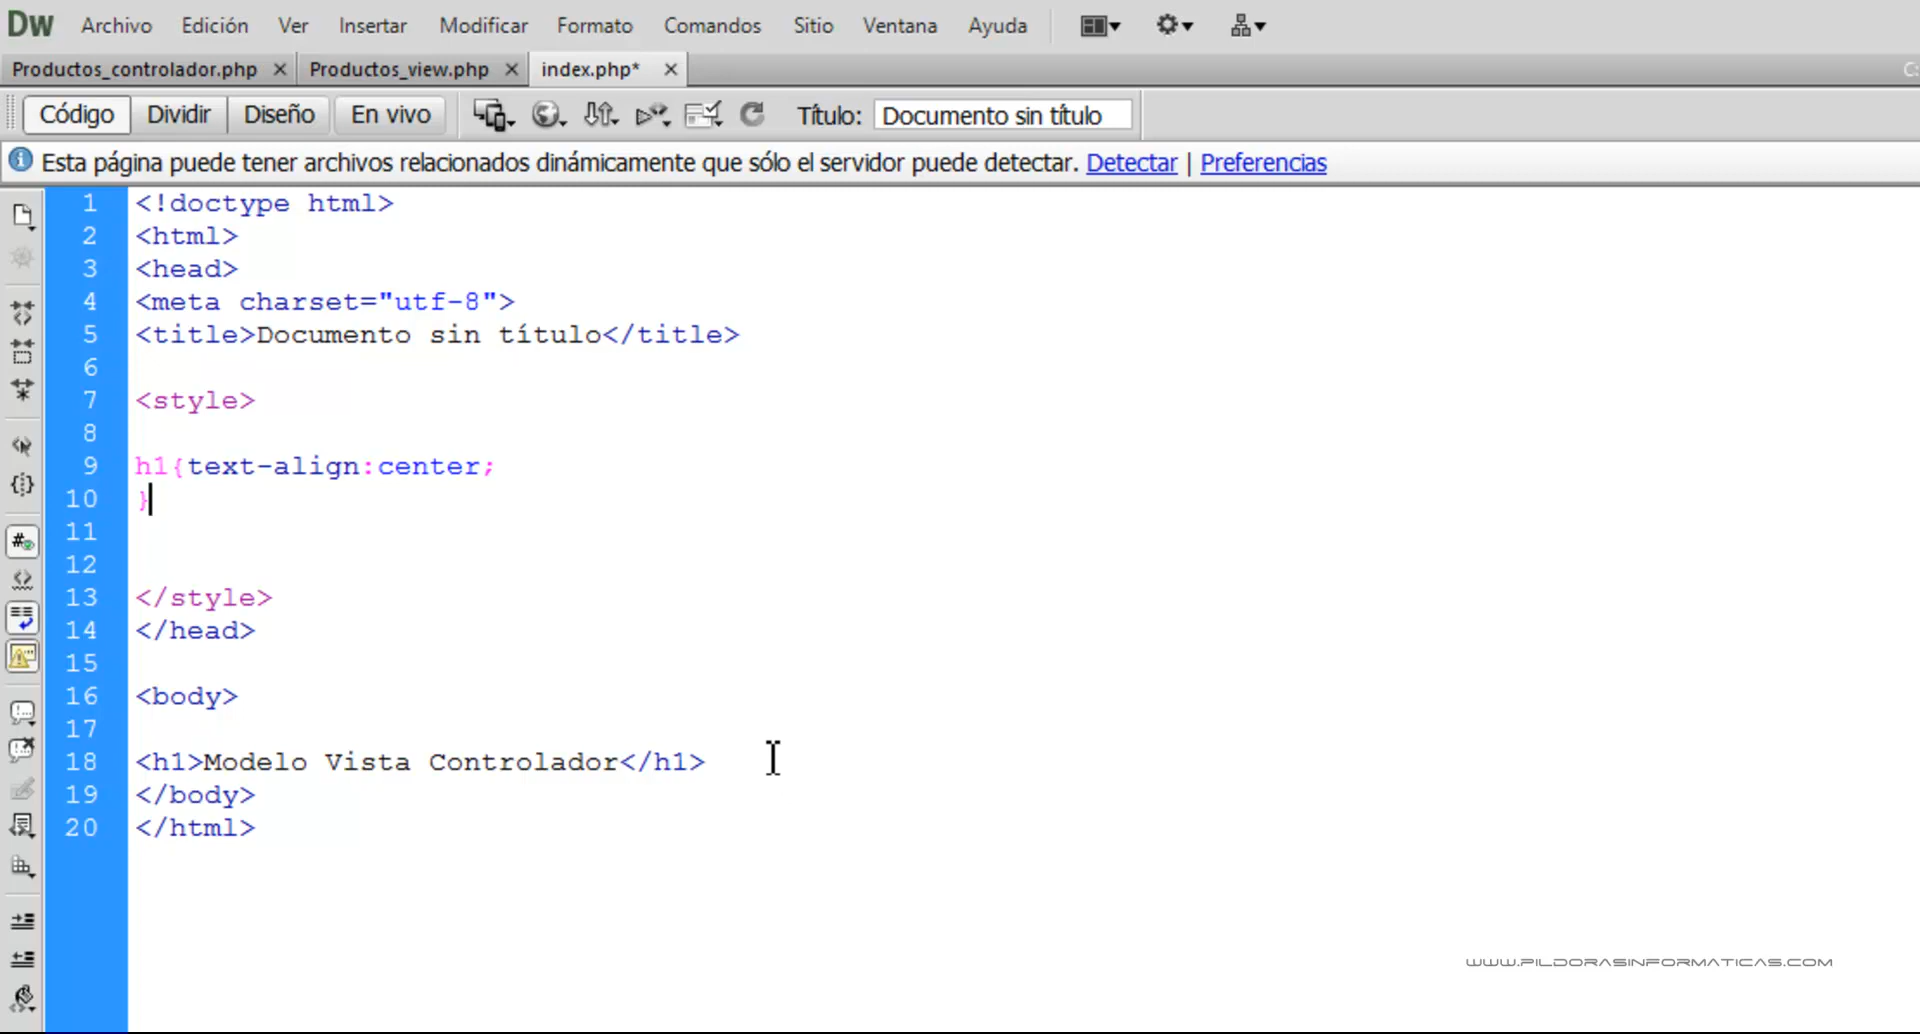 Dw Archivo Edición Ver Insertar Modificar Formato Comandos Sitio Ventana Ayuda
Productos_controlador.php Productos_view.php index.php* C:
Código Dividir Diseño En vivo Título: Documento sin título
Esta página puede tener archivos relacionados dinámicamente que sólo el servidor puede detectar. Detectar | Preferencias
1 <!doctype html>
2 <html>
3 <head>
4 <meta charset="utf-8">
5 <title>Documento sin título</title>
6
7 <style>
8
9 h1{text-align:center;
10 }
11
12
13 </style>
14 </head>
15
16 <body>
17
18 <h1>Modelo Vista Controlador</h1>
19 </body>
20 </html>
WWW.PILDORASINFORMATICAS.COM